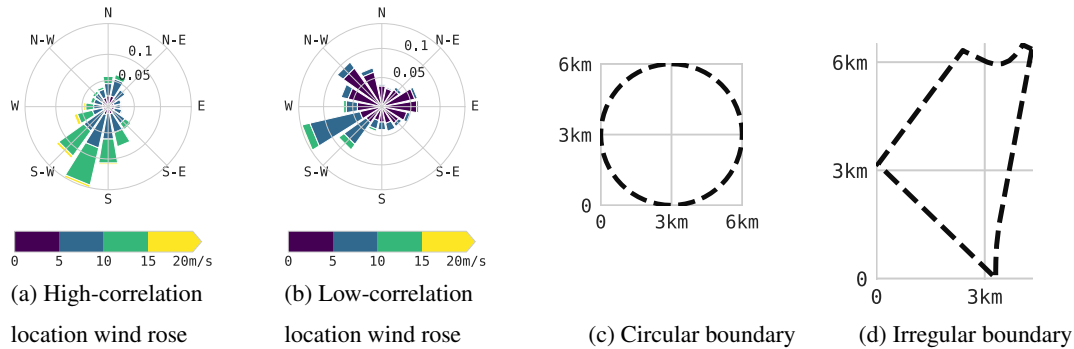 N
N-W
N-E
0.1
0.05
W
E
S-W
S-E
S
0 5 10 15 20m/s
(a) High-correlation
location wind rose
N
N-W
N-E
0.1
0.05
W
E
S-W
S-E
S
0 5 10 15 20m/s
(b) Low-correlation
location wind rose
6km
3km
0
0 3km 6km
(c) Circular boundary
6km
3km
0
0 3km
(d) Irregular boundary